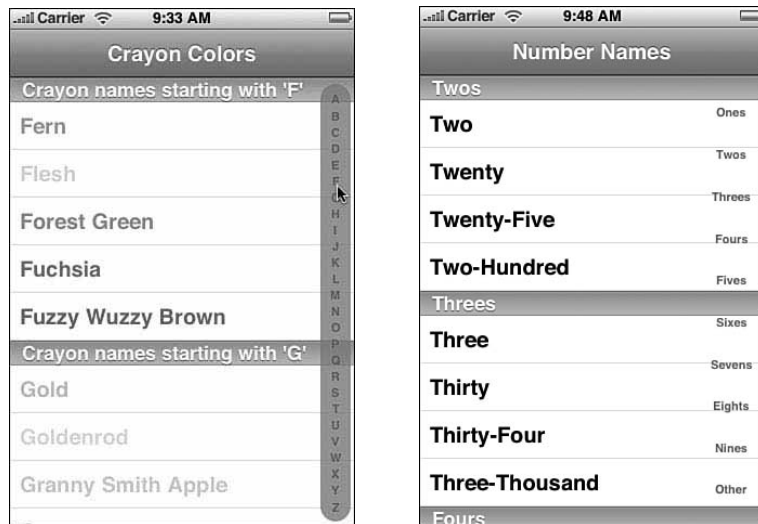 Carrier 9:33 AM
Crayon Colors
Crayon names starting with 'F'
Fern
Flesh
Forest Green
Fuchsia
Fuzzy Wuzzy Brown
Crayon names starting with 'G'
Gold
Goldenrod
Granny Smith Apple
A
B
C
D
E
F
G
H
I
J
K
L
M
N
O
P
Q
R
S
T
U
V
W
X
Y
Z
Carrier 9:48 AM
Number Names
Twos
Two
Twenty
Twenty-Five
Two-Hundred
Threes
Three
Thirty
Thirty-Four
Three-Thousand
Fours
Ones
Twos
Threes
Fours
Fives
Sixes
Sevens
Eights
Nines
Other